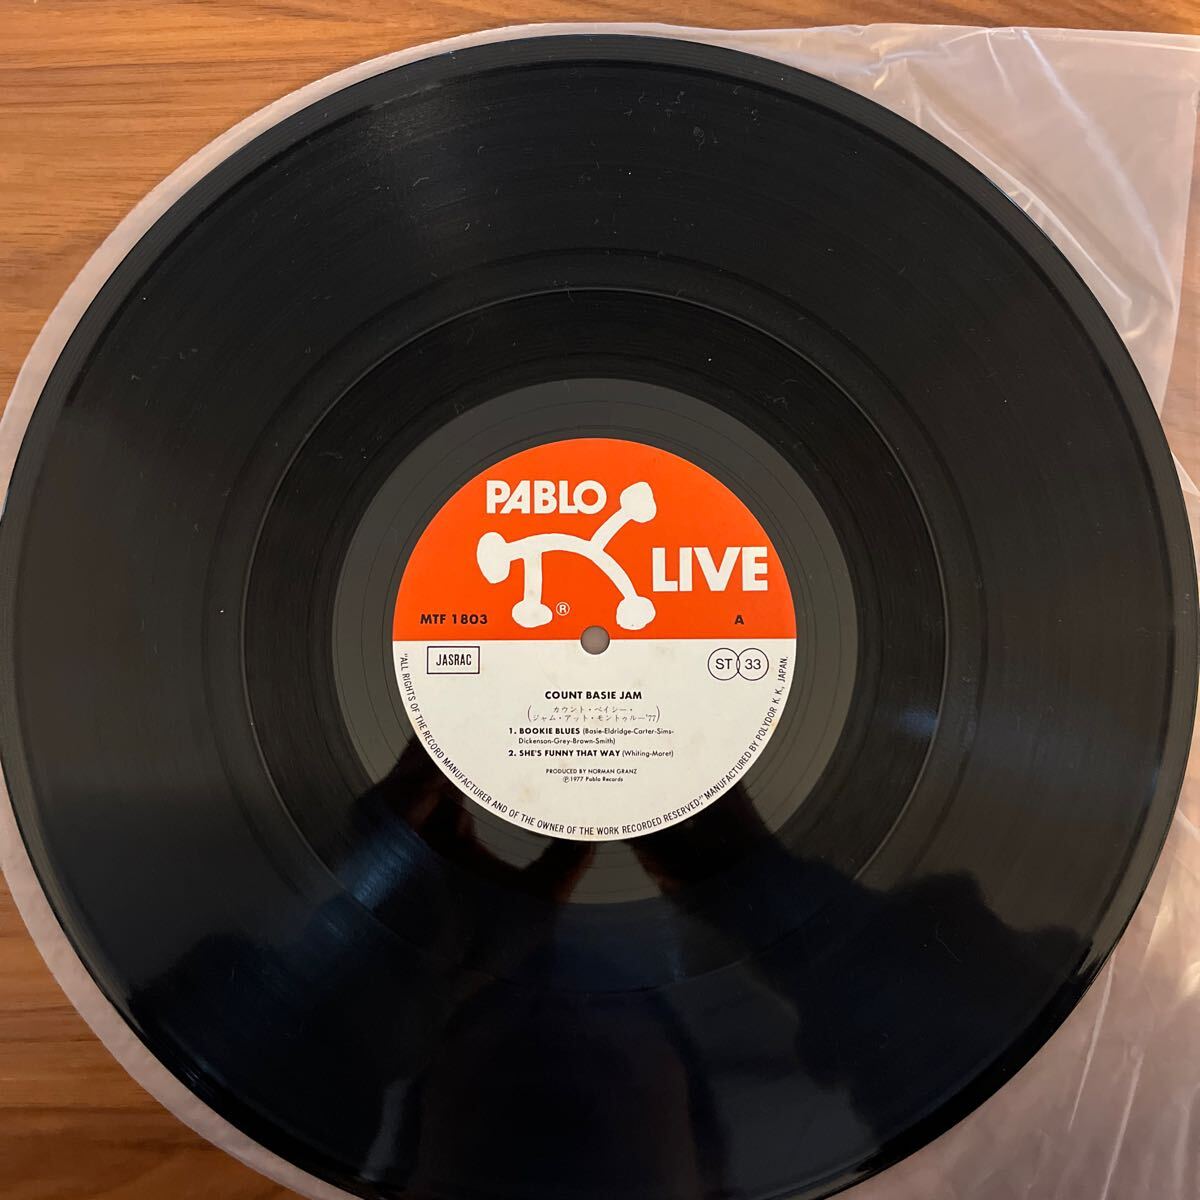 PABLO
LIVE
®
MTF 1803
A
JASRAC
ST 33
COUNT BASIE JAM
(カウント・ベイシー・
ジャム・アット・モントゥルー'77)
1. BOOKIE BLUES (Basie-Eldridge-Carter-Sims-
Dickenson-Grey-Brown-Smith)
2. SHE'S FUNNY THAT WAY (Whiting-Moret)
PRODUCED BY NORMAN GRANZ
℗1977 Pablo Records
"ALL RIGHTS OF THE RECORD MANUFACTURER AND OF THE OWNER OF THE WORK RECORDED RESERVED," MANUFACTURED BY POLYDOR K. K., JAPAN.